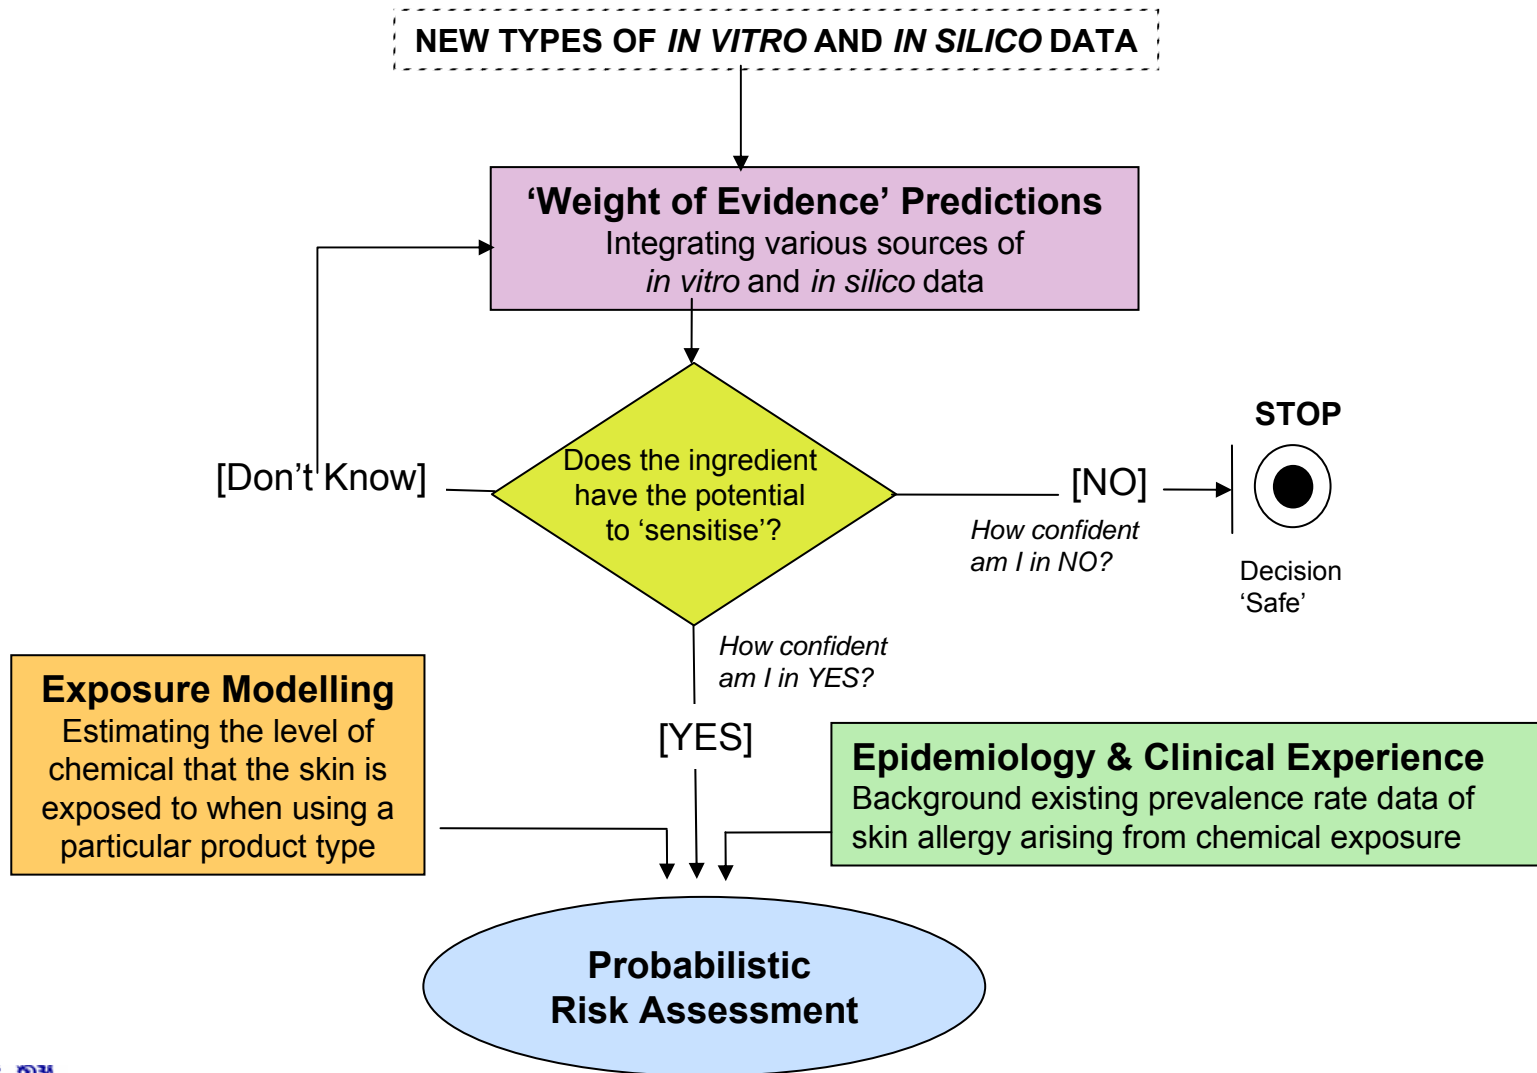 NEW TYPES OF IN VITRO AND IN SILICO DATA
‘Weight of Evidence’ Predictions
Integrating various sources of
in vitro and in silico data
[Don’t Know]
Does the ingredient
have the potential
to ‘sensitise’?
[NO]
How confident
am I in NO?
STOP
Decision
‘Safe’
How confident
am I in YES?
[YES]
Exposure Modelling
Estimating the level of
chemical that the skin is
exposed to when using a
particular product type
Epidemiology & Clinical Experience
Background existing prevalence rate data of
skin allergy arising from chemical exposure
Probabilistic
Risk Assessment